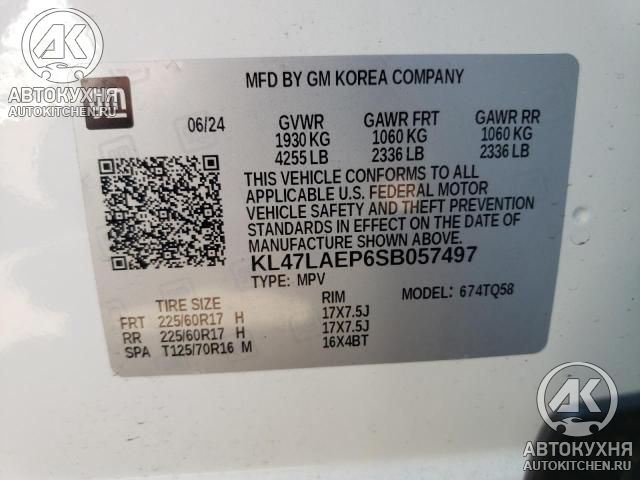 AK
АВТОКУХНЯ
AUTOKITCHEN.RU
gm
MFD BY GM KOREA COMPANY
06/24 GVWR GAWR FRT GAWR RR
1930 KG 1060 KG 1060 KG
4255 LB 2336 LB 2336 LB
THIS VEHICLE CONFORMS TO ALL
APPLICABLE U.S. FEDERAL MOTOR
VEHICLE SAFETY AND THEFT PREVENTION
STANDARDS IN EFFECT ON THE DATE OF
MANUFACTURE SHOWN ABOVE.
KL47LAEP6SB057497
TYPE: MPV MODEL: 674TQ58
TIRE SIZE RIM
FRT 225/60R17 H 17X7.5J
RR 225/60R17 H 17X7.5J
SPA T125/70R16 M 16X4BT
AK
АВТОКУХНЯ
AUTOKITCHEN.RU